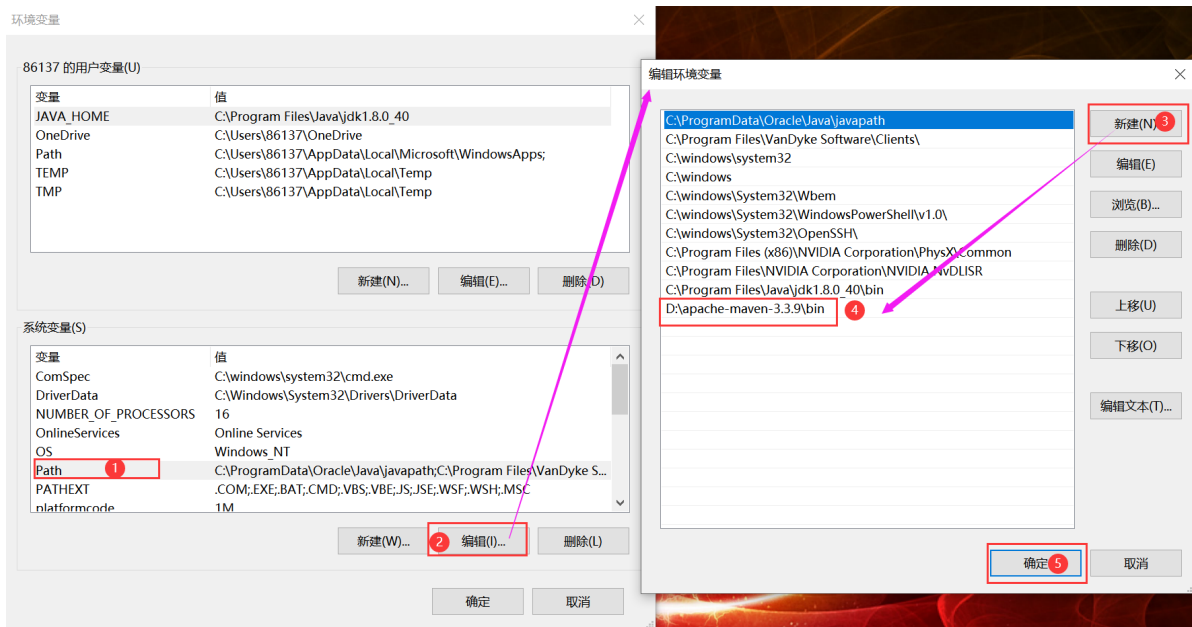 环境变量
86137 的用户变量(U)
变量 值
JAVA_HOME C:\Program Files\Java\jdk1.8.0_40
OneDrive C:\Users\86137\OneDrive
Path C:\Users\86137\AppData\Local\Microsoft\WindowsApps;
TEMP C:\Users\86137\AppData\Local\Temp
TMP C:\Users\86137\AppData\Local\Temp
新建(N)... 编辑(E)... 删除(D)
系统变量(S)
变量 值
ComSpec C:\windows\system32\cmd.exe
DriverData C:\Windows\System32\Drivers\DriverData
NUMBER_OF_PROCESSORS 16
OnlineServices Online Services
OS Windows_NT
Path 1 C:\ProgramData\Oracle\Java\javapath;C:\Program Files\VanDyke S...
PATHEXT .COM;.EXE;.BAT;.CMD;.VBS;.VBE;.JS;.JSE;.WSF;.WSH;.MSC
platformcode 1M
新建(W)... 2 编辑(I)... 删除(L)
确定 取消
编辑环境变量
C:\ProgramData\Oracle\Java\javapath
C:\Program Files\VanDyke Software\Clients\
C:\windows\system32
C:\windows
C:\windows\System32\Wbem
C:\windows\System32\WindowsPowerShell\v1.0\
C:\windows\System32\OpenSSH\
C:\Program Files (x86)\NVIDIA Corporation\PhysX\Common
C:\Program Files\NVIDIA Corporation\NVIDIA NvDLISR
C:\Program Files\Java\jdk1.8.0_40\bin
D:\apache-maven-3.3.9\bin 4
新建(N) 3
编辑(E)
浏览(B)...
删除(D)
上移(U)
下移(O)
编辑文本(T)...
确定 5 取消